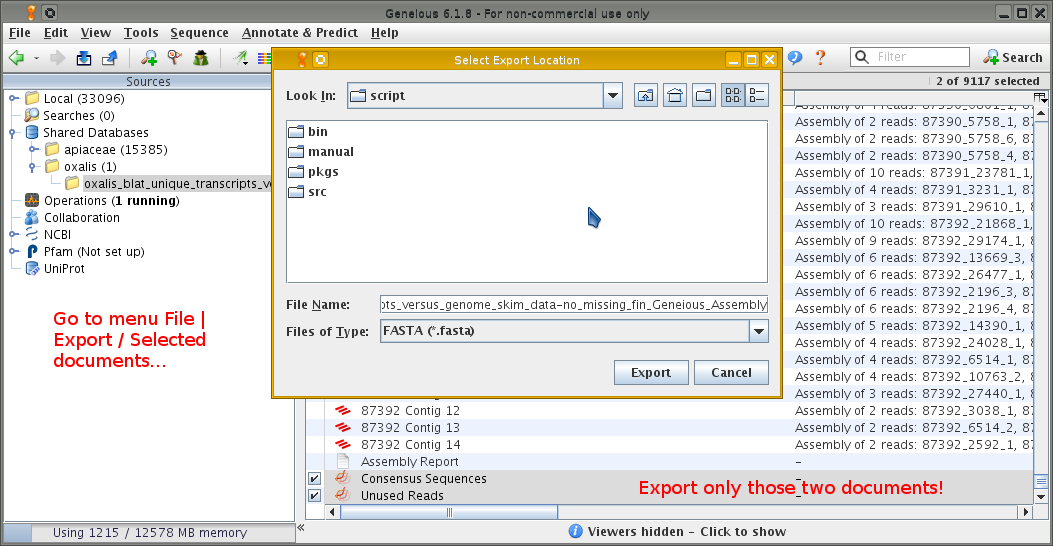 Geneious 6.1.8 - For non-commercial use only
File Edit View Tools Sequence Annotate & Predict Help
Filter
Search
Sources
2 of 9117 selected
Local (33096)
Searches (0)
Shared Databases
apiaceae (15385)
oxalis (1)
oxalis_blat_unique_transcripts_ve
Operations (1 running)
Collaboration
NCBI
Pfam (Not set up)
UniProt
Go to menu File |
Export / Selected
documents...
Select Export Location
Look In: script
bin
manual
pkgs
src
File Name: pts_versus_genome_skim_data-no_missing_fin_Geneious_Assembly
Files of Type: FASTA (*.fasta)
Export Cancel
Assembly of 2 reads: 87390_5758_1, 87
Assembly of 2 reads: 87390_5758_6, 87
Assembly of 2 reads: 87390_5758_4, 87
Assembly of 10 reads: 87391_23781_1,
Assembly of 4 reads: 87391_3231_1, 87
Assembly of 3 reads: 87391_29610_1, 8
Assembly of 10 reads: 87392_21868_1,
Assembly of 9 reads: 87392_29174_1, 8
Assembly of 6 reads: 87392_13669_3, 8
Assembly of 6 reads: 87392_26477_1, 8
Assembly of 6 reads: 87392_2196_3, 87
Assembly of 6 reads: 87392_2196_4, 87
Assembly of 5 reads: 87392_14390_1, 8
Assembly of 4 reads: 87392_24028_1, 8
Assembly of 4 reads: 87392_6514_1, 87
Assembly of 4 reads: 87392_10763_2, 8
Assembly of 3 reads: 87392_27440_1, 8
87392 Contig 12 Assembly of 2 reads: 87392_3038_1, 87
87392 Contig 13 Assembly of 2 reads: 87392_6514_2, 87
87392 Contig 14 Assembly of 2 reads: 87392_2592_1, 87
Assembly Report -
Consensus Sequences -
Unused Reads -
Export only those two documents!
Using 1215 / 12578 MB memory
Viewers hidden - Click to show